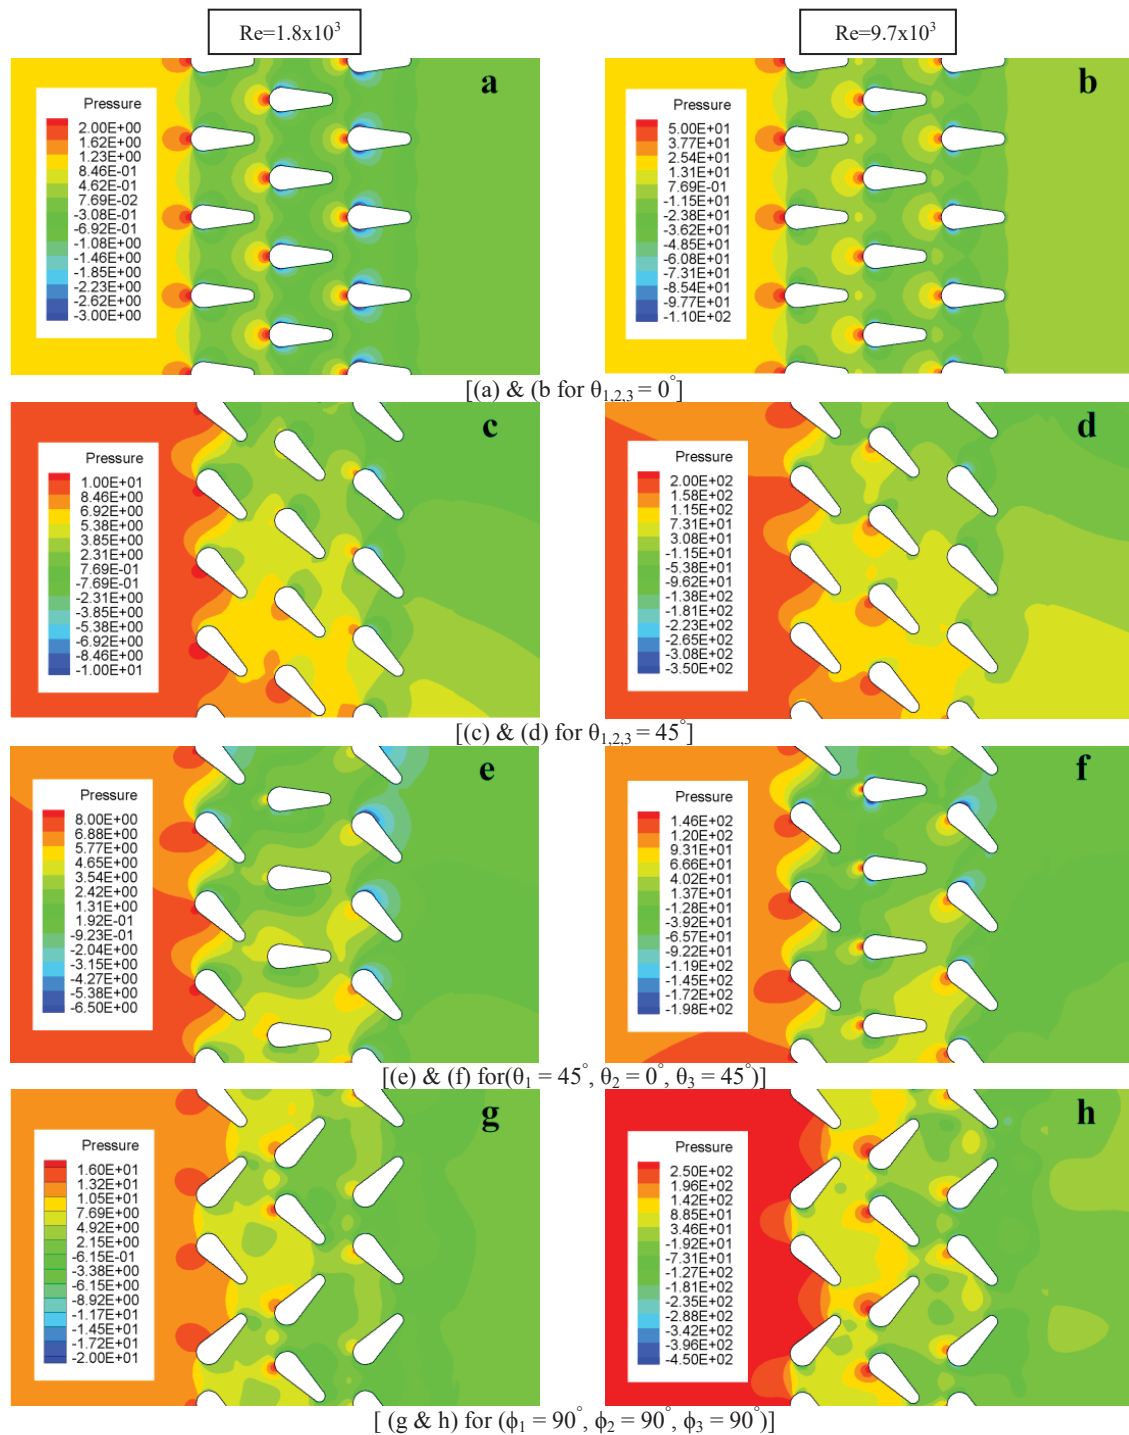 Re=1.8x10³
Re=9.7x10³
a
Pressure
2.00E+00
1.62E+00
1.23E+00
8.46E-01
4.62E-01
7.69E-02
-3.08E-01
-6.92E-01
-1.08E+00
-1.46E+00
-1.85E+00
-2.23E+00
-2.62E+00
-3.00E+00
b
Pressure
5.00E+01
3.77E+01
2.54E+01
1.31E+01
7.69E-01
-1.15E+01
-2.38E+01
-3.62E+01
-4.85E+01
-6.08E+01
-7.31E+01
-8.54E+01
-9.77E+01
-1.10E+02
[(a) & (b for θ₁,₂,₃ = 0°]
c
Pressure
1.00E+01
8.46E+00
6.92E+00
5.38E+00
3.85E+00
2.31E+00
7.69E-01
-7.69E-01
-2.31E+00
-3.85E+00
-5.38E+00
-6.92E+00
-8.46E+00
-1.00E+01
d
Pressure
2.00E+02
1.58E+02
1.15E+02
7.31E+01
3.08E+01
-1.15E+01
-5.38E+01
-9.62E+01
-1.38E+02
-1.81E+02
-2.23E+02
-2.65E+02
-3.08E+02
-3.50E+02
[(c) & (d) for θ₁,₂,₃ = 45°]
e
Pressure
8.00E+00
6.88E+00
5.77E+00
4.65E+00
3.54E+00
2.42E+00
1.31E+00
1.92E-01
-9.23E-01
-2.04E+00
-3.15E+00
-4.27E+00
-5.38E+00
-6.50E+00
f
Pressure
1.46E+02
1.20E+02
9.31E+01
6.66E+01
4.02E+01
1.37E+01
-1.28E+01
-3.92E+01
-6.57E+01
-9.22E+01
-1.19E+02
-1.45E+02
-1.72E+02
-1.98E+02
[(e) & (f) for(θ₁ = 45°, θ₂ = 0°, θ₃ = 45°)]
g
Pressure
1.60E+01
1.32E+01
1.05E+01
7.69E+00
4.92E+00
2.15E+00
-6.15E-01
-3.38E+00
-6.15E+00
-8.92E+00
-1.17E+01
-1.45E+01
-1.72E+01
-2.00E+01
h
Pressure
2.50E+02
1.96E+02
1.42E+02
8.85E+01
3.46E+01
-1.92E+01
-7.31E+01
-1.27E+02
-1.81E+02
-2.35E+02
-2.88E+02
-3.42E+02
-3.96E+02
-4.50E+02
[ (g & h) for (ϕ₁ = 90°, ϕ₂ = 90°, ϕ₃ = 90°)]